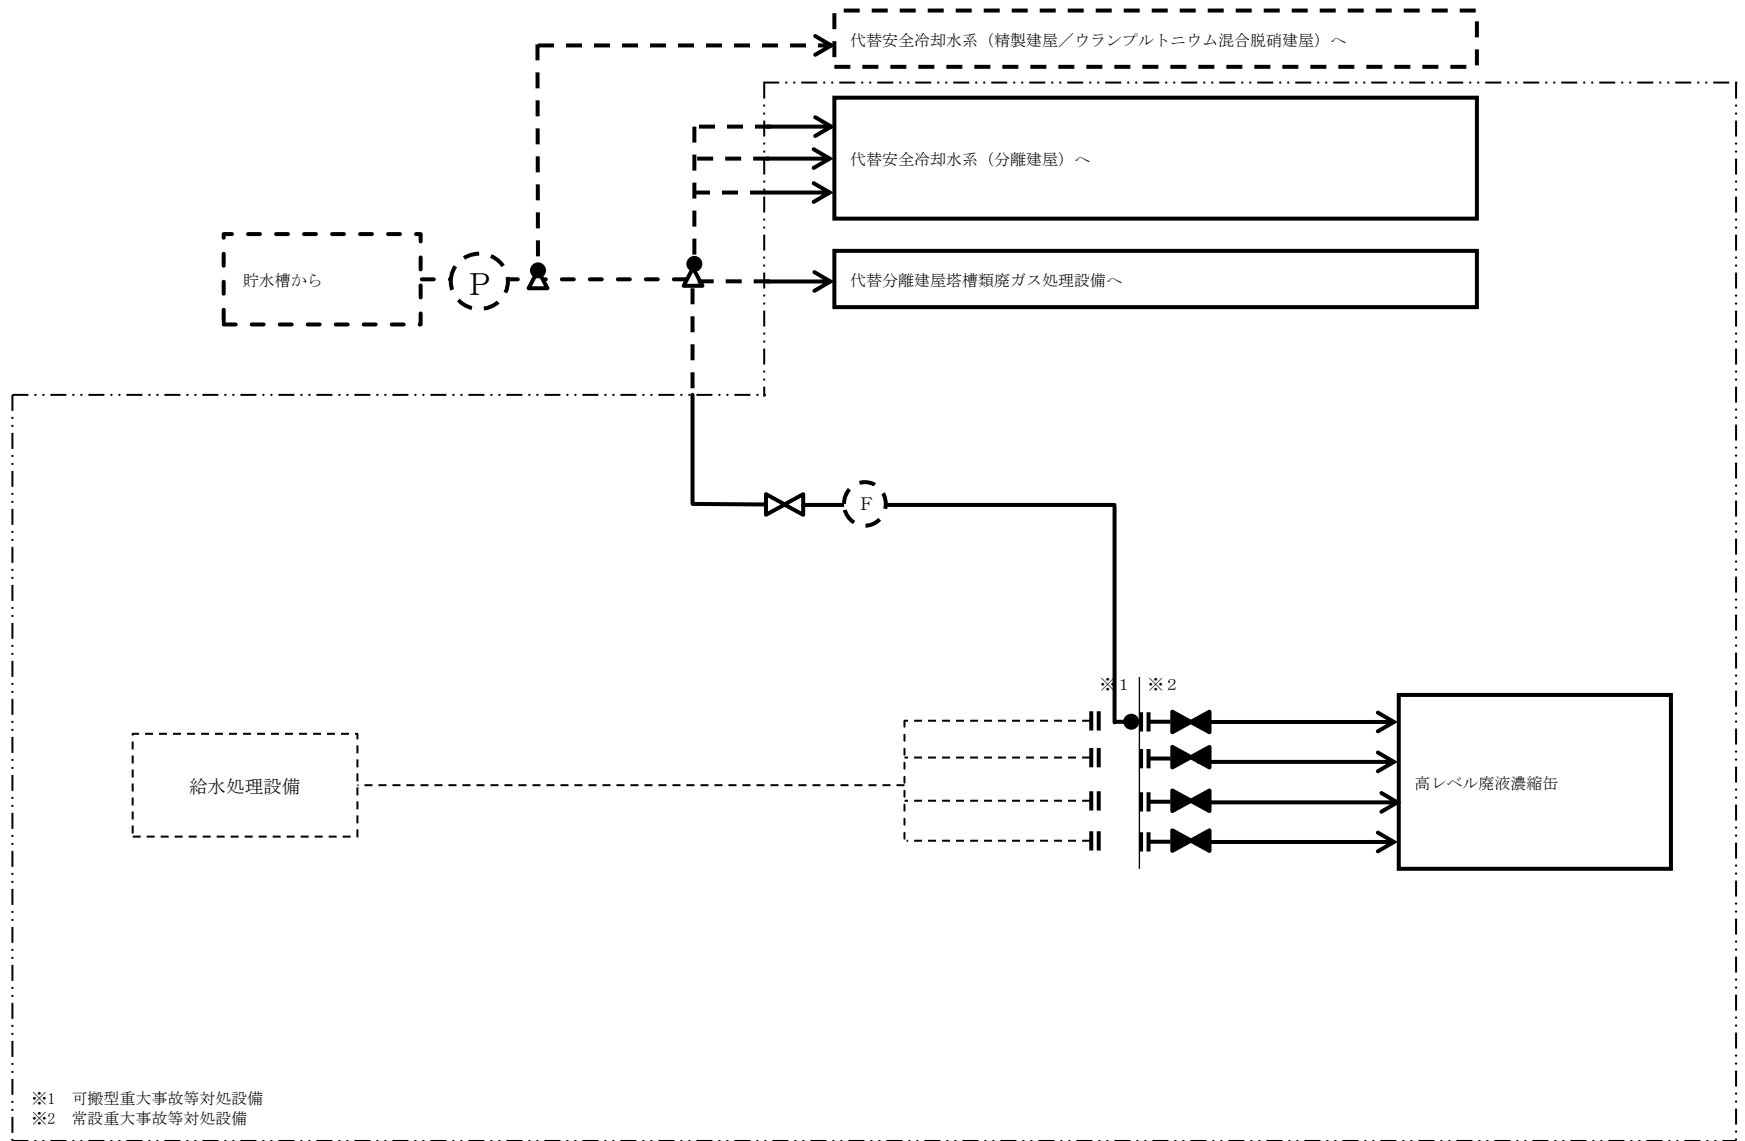 代替安全冷却水系（精製建屋／ウランプルトニウム混合脱硝建屋）へ
代替安全冷却水系（分離建屋）へ
貯水槽から
P
代替分離建屋塔槽類廃ガス処理設備へ
F
※1
※2
給水処理設備
高レベル廃液濃縮缶
※1　可搬型重大事故等対処設備
※2　常設重大事故等対処設備